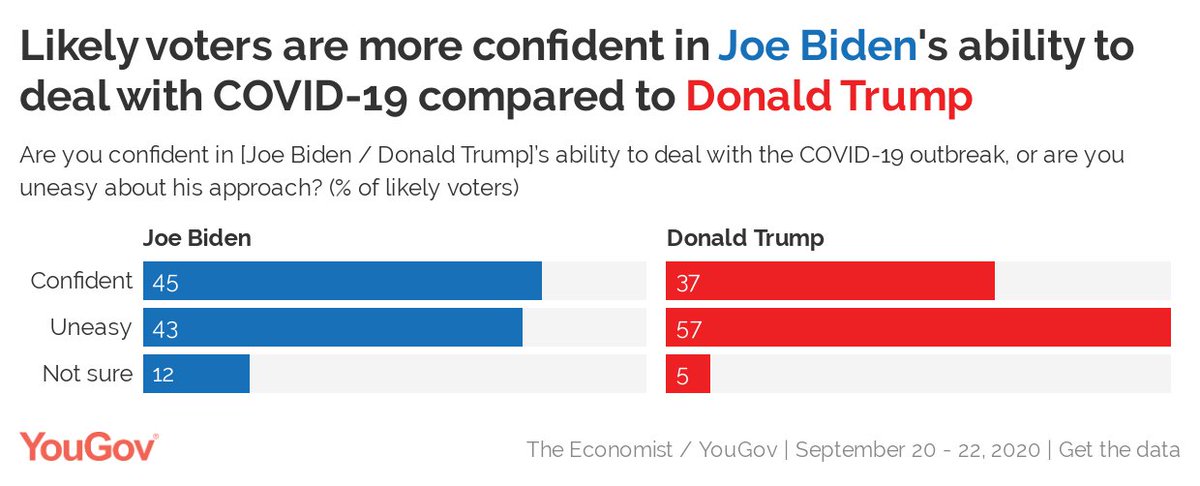 Likely voters are more confident in Joe Biden's ability to
deal with COVID-19 compared to Donald Trump
Are you confident in [Joe Biden / Donald Trump]'s ability to deal with the COVID-19 outbreak, or are you
uneasy about his approach? (% of likely voters)
Joe Biden Donald Trump
Confident 45 37
Uneasy 43 57
Not sure 12 5
YouGov®
The Economist / YouGov | September 20 - 22, 2020 | Get the data